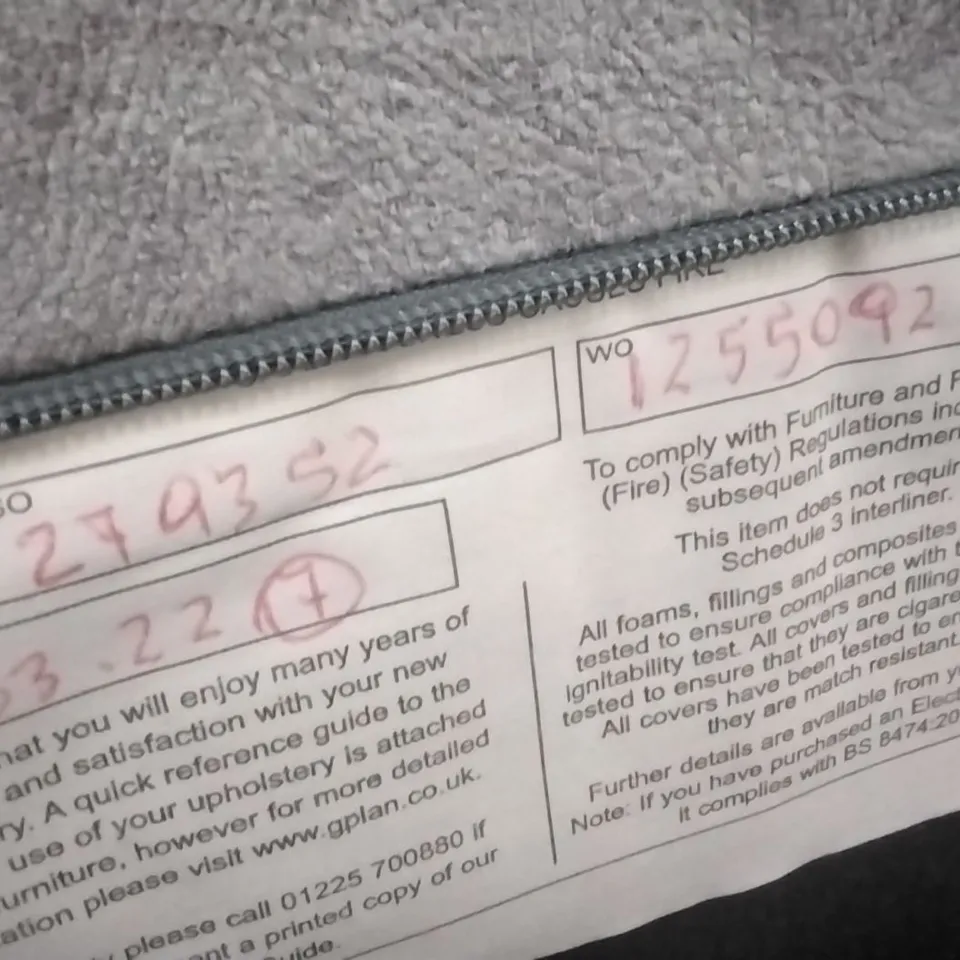 WO 1255092
SO
279352
3.22 7
that you will enjoy many years of
and satisfaction with your new
ry. A quick reference guide to the
use of your upholstery is attached
urniture, however for more detailed
ation please visit www.gplan.co.uk.
please call 01225 700880 if
nt a printed copy of our
uide.
To comply with Furniture and F
(Fire) (Safety) Regulations inc
subsequent amendmen
This item does not requir
Schedule 3 interliner.
All foams, fillings and composites
tested to ensure compliance with t
ignitability test. All covers and filling
tested to ensure that they are cigare
All covers have been tested to en
they are match resistant.
Further details are available from y
Note: If you have purchased an Elect
it complies with BS 8474:20